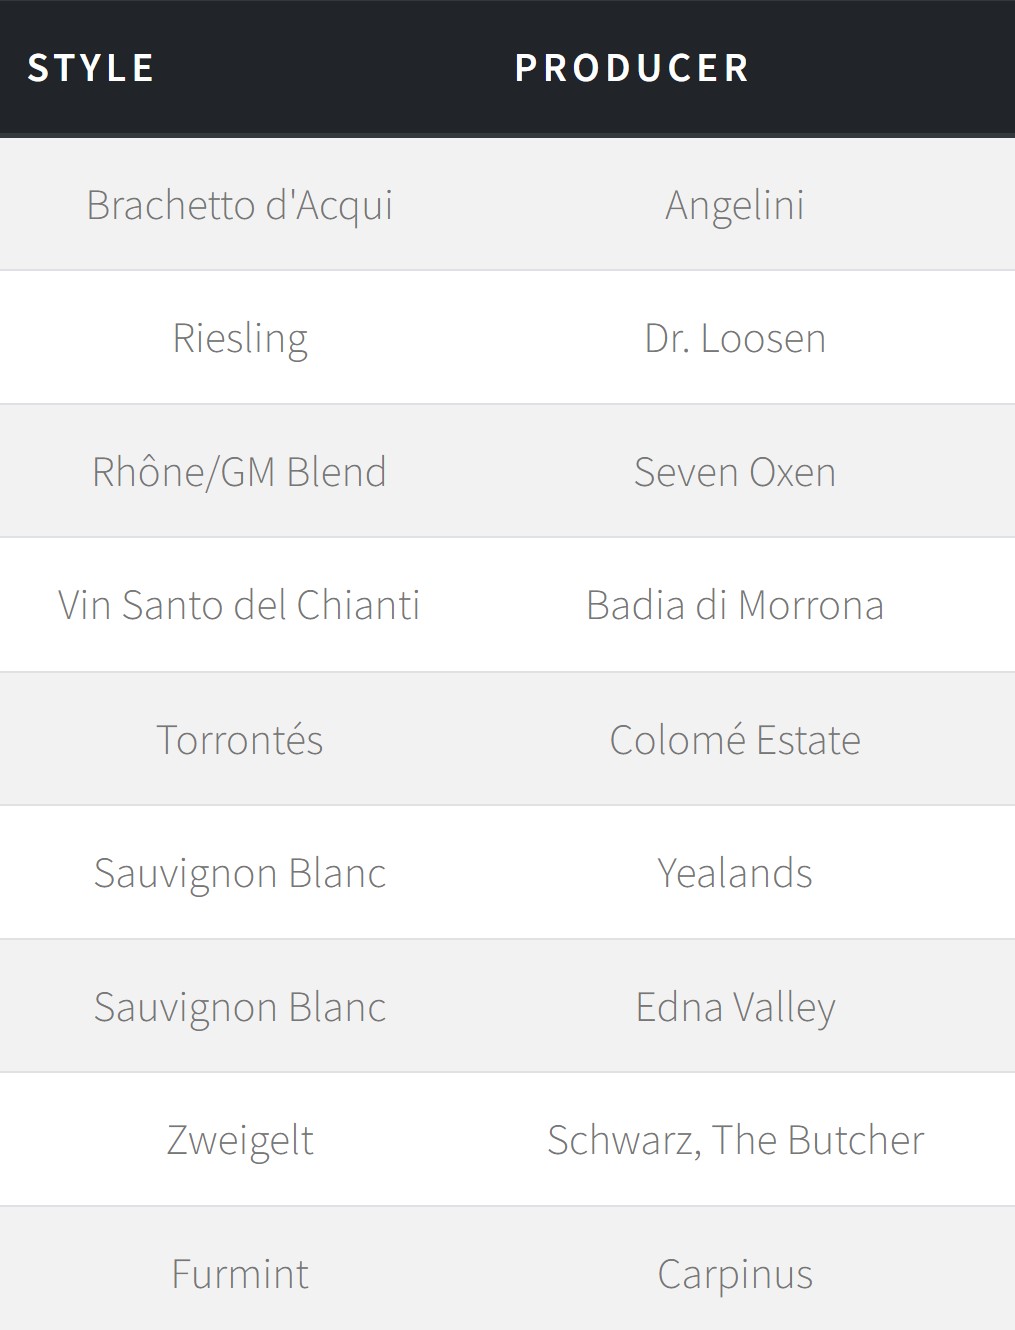 STYLE PRODUCER
Brachetto d'Acqui Angelini
Riesling Dr. Loosen
Rhône/GM Blend Seven Oxen
Vin Santo del Chianti Badia di Morrona
Torrontés Colomé Estate
Sauvignon Blanc Yealands
Sauvignon Blanc Edna Valley
Zweigelt Schwarz, The Butcher
Furmint Carpinus